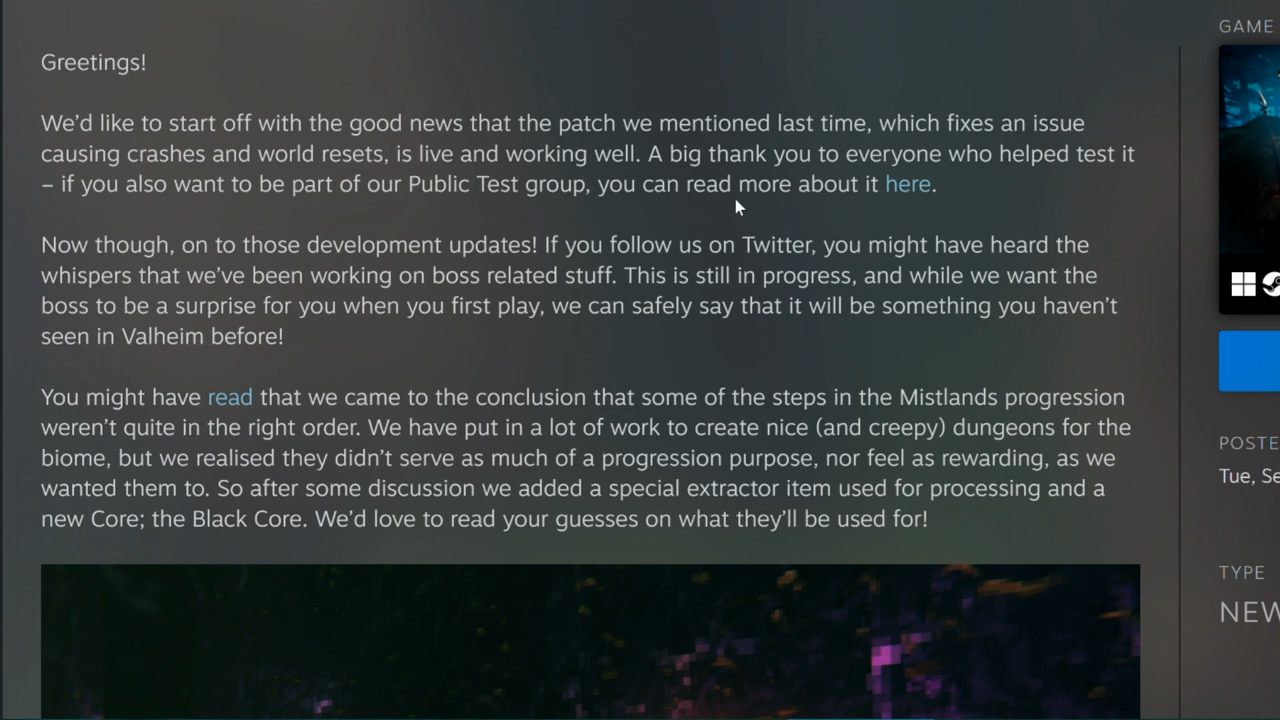 Greetings!
We’d like to start off with the good news that the patch we mentioned last time, which fixes an issue
causing crashes and world resets, is live and working well. A big thank you to everyone who helped test it
– if you also want to be part of our Public Test group, you can read more about it here.
Now though, on to those development updates! If you follow us on Twitter, you might have heard the
whispers that we’ve been working on boss related stuff. This is still in progress, and while we want the
boss to be a surprise for you when you first play, we can safely say that it will be something you haven’t
seen in Valheim before!
You might have read that we came to the conclusion that some of the steps in the Mistlands progression
weren’t quite in the right order. We have put in a lot of work to create nice (and creepy) dungeons for the
biome, but we realised they didn’t serve as much of a progression purpose, nor feel as rewarding, as we
wanted them to. So after some discussion we added a special extractor item used for processing and a
new Core; the Black Core. We’d love to read your guesses on what they’ll be used for!
GAME
POSTE
Tue, Se
TYPE
NEW